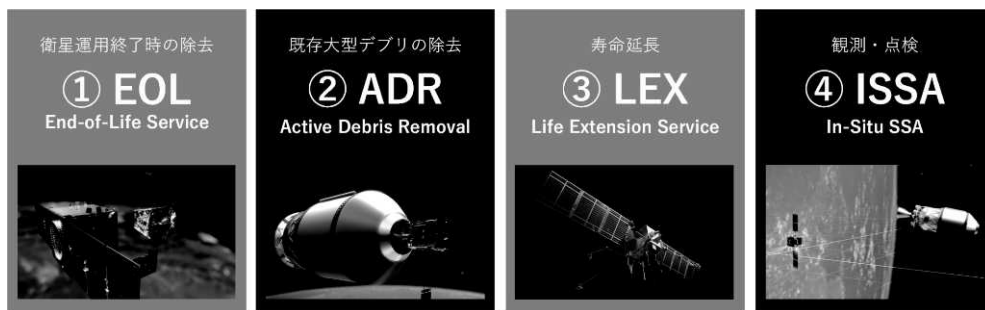 衛星運用終了時の除去
① EOL
End-of-Life Service
既存大型デブリの除去
② ADR
Active Debris Removal
寿命延長
③ LEX
Life Extension Service
観測・点検
④ ISSA
In-Situ SSA